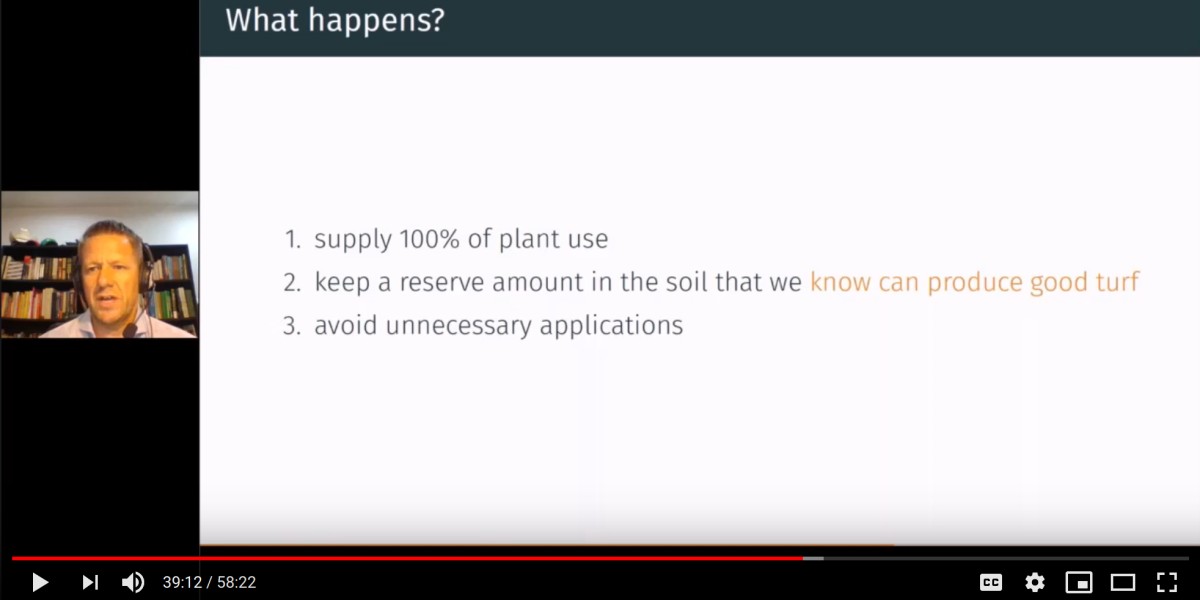 What happens?
1. supply 100% of plant use
2. keep a reserve amount in the soil that we know can produce good turf
3. avoid unnecessary applications
39:12 / 58:22
CC